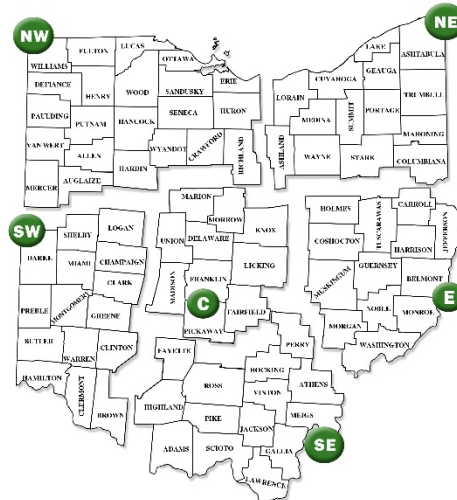 NW
NE
FULTON
LUCAS
WILLIAMS
OTTAWA
DEFIANCE
HENRY
WOOD
SANDUSKY
ERIE
PAULDING
PUTNAM
HANCOCK
SENECA
HURON
VAN WERT
ALLEN
WYANDOT
CRAWFORD
RICHLAND
MERCER
AUGLAIZE
HARDIN
LAKE
ASHTABULA
GEAUGA
CUYAHOGA
LORAIN
TRUMBULL
MEDINA
SUMMIT
PORTAGE
MAHONING
ASHLAND
WAYNE
STARK
COLUMBIANA
SW
LOGAN
SHELBY
DARKE
MIAMI
CHAMPAIGN
CLARK
PREBLE
MONTGOMERY
GREENE
BUTLER
WARREN
CLINTON
HAMILTON
CLERMONT
BROWN
MARION
MORROW
UNION
DELAWARE
KNOX
LICKING
MADISON
FRANKLIN
C
FAIRFIELD
PICKAWAY
HOLMES
CARROLL
TUSCARAWAS
JEFFERSON
COSHOCTON
HARRISON
GUERNSEY
BELMONT
MUSKINGUM
E
NOBLE
MONROE
MORGAN
WASHINGTON
FAYETTE
PERRY
HOCKING
ROSS
ATHENS
VINTON
HIGHLAND
PIKE
MEIGS
JACKSON
ADAMS
SCIOTO
GALLIA
SE
LAWRENCE